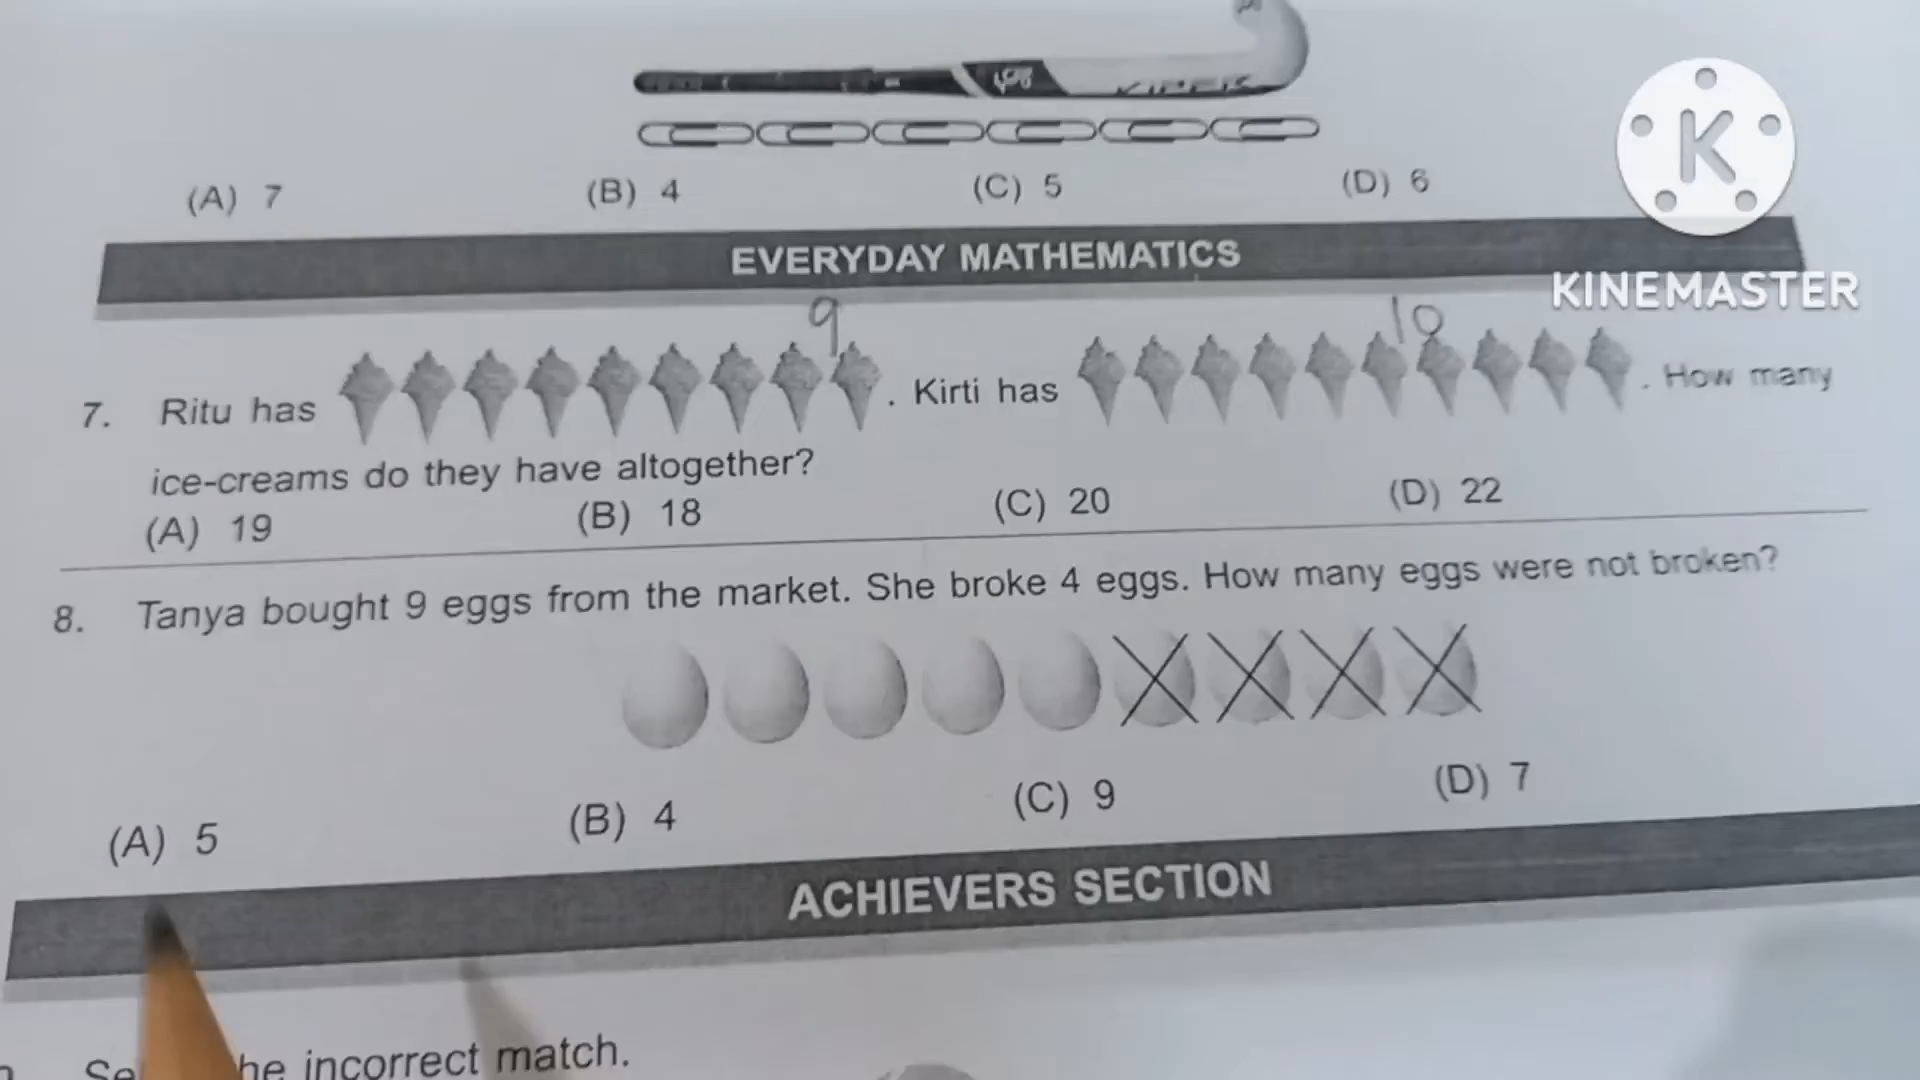 (A) 7 (B) 4 (C) 5 (D) 6
K
KINEMASTER
EVERYDAY MATHEMATICS
9 10
7. Ritu has . Kirti has . How many
ice-creams do they have altogether?
(A) 19 (B) 18 (C) 20 (D) 22
8. Tanya bought 9 eggs from the market. She broke 4 eggs. How many eggs were not broken?
(A) 5 (B) 4 (C) 9 (D) 7
ACHIEVERS SECTION
incorrect match.